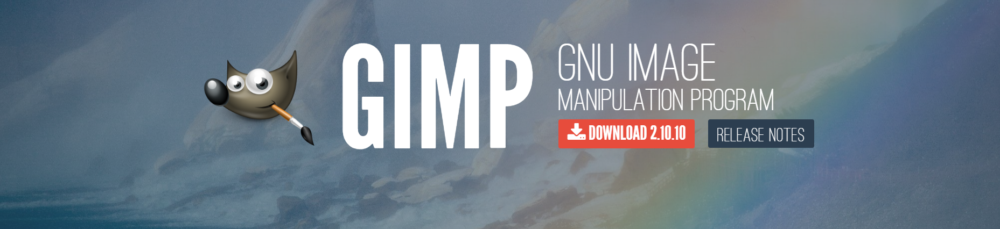 GIMP
GNU IMAGE
MANIPULATION PROGRAM
DOWNLOAD 2.10.10
RELEASE NOTES